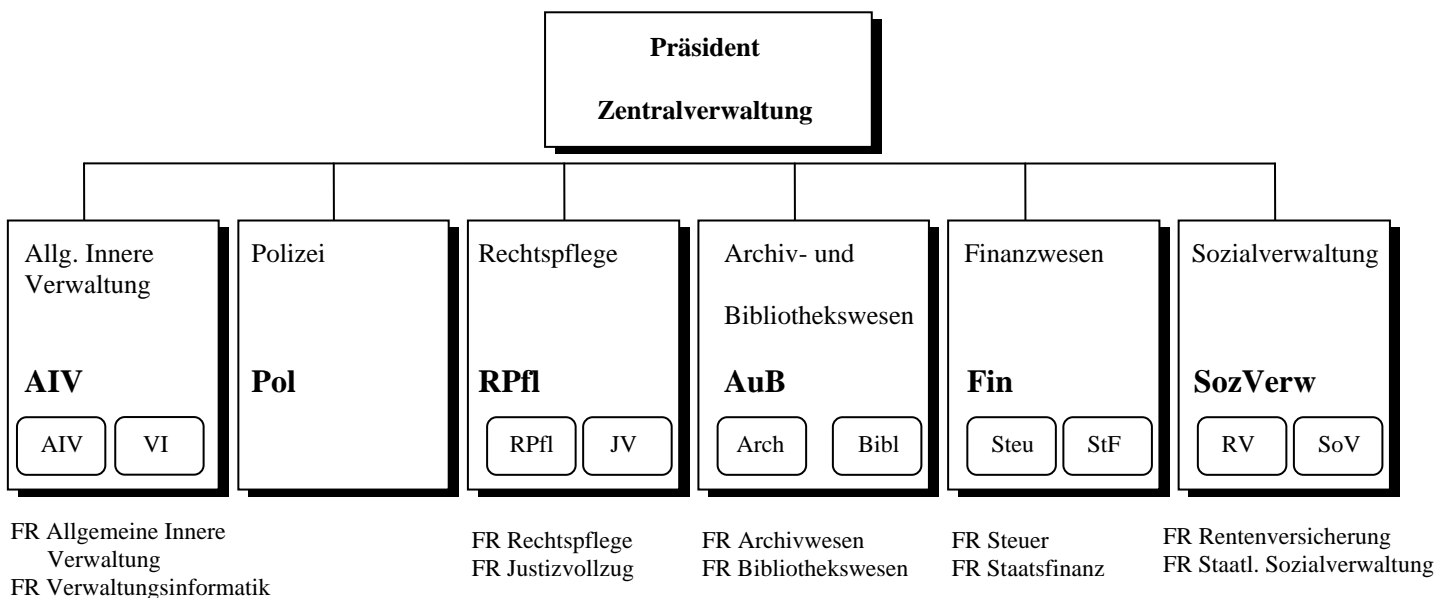 Präsident
Zentralverwaltung
Allg. Innere
Verwaltung
AIV
AIV
VI
Polizei
Pol
Rechtspflege
RPfl
RPfl
JV
Archiv- und
Bibliothekswesen
AuB
Arch
Bibl
Finanzwesen
Fin
Steu
StF
Sozialverwaltung
SozVerw
RV
SoV
FR Allgemeine Innere
Verwaltung
FR Verwaltungsinformatik
FR Rechtspflege
FR Justizvollzug
FR Archivwesen
FR Bibliothekswesen
FR Steuer
FR Staatsfinanz
FR Rentenversicherung
FR Staatl. Sozialverwaltung